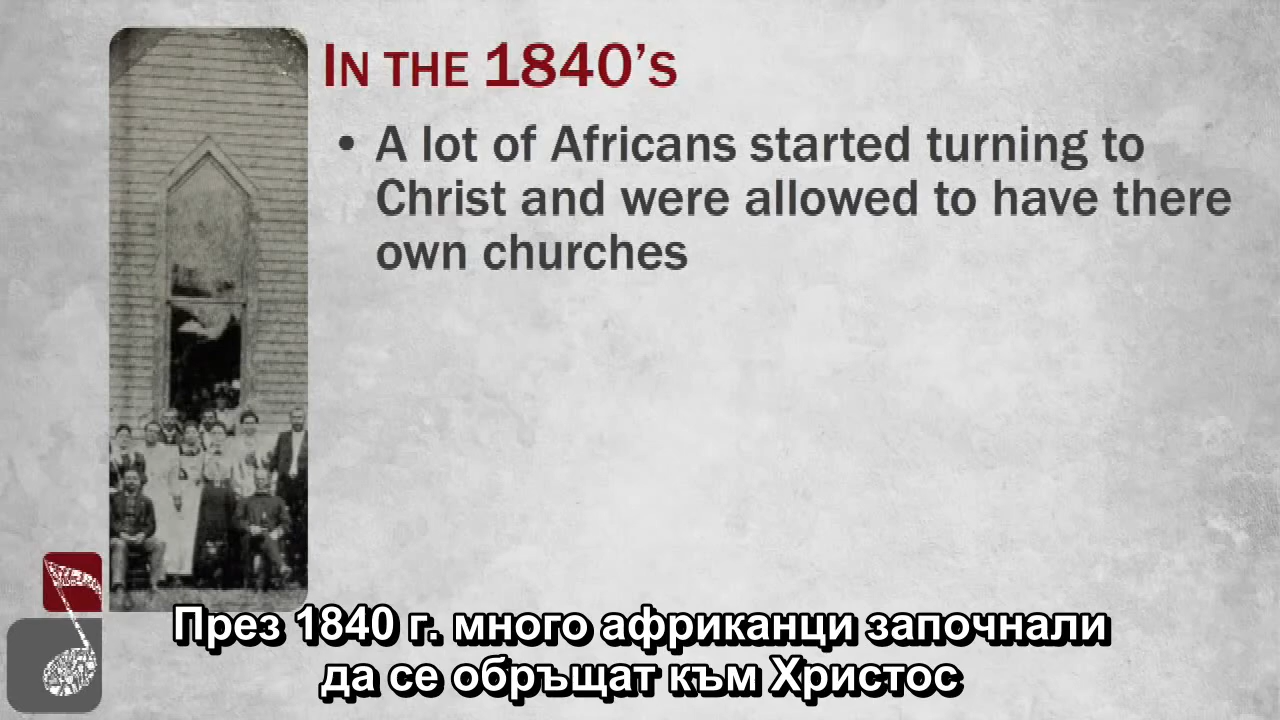 IN THE 1840’S
• A lot of Africans started turning to
Christ and were allowed to have there
own churches
През 1840 г. много африканци започнали
да се обръщат към Христос